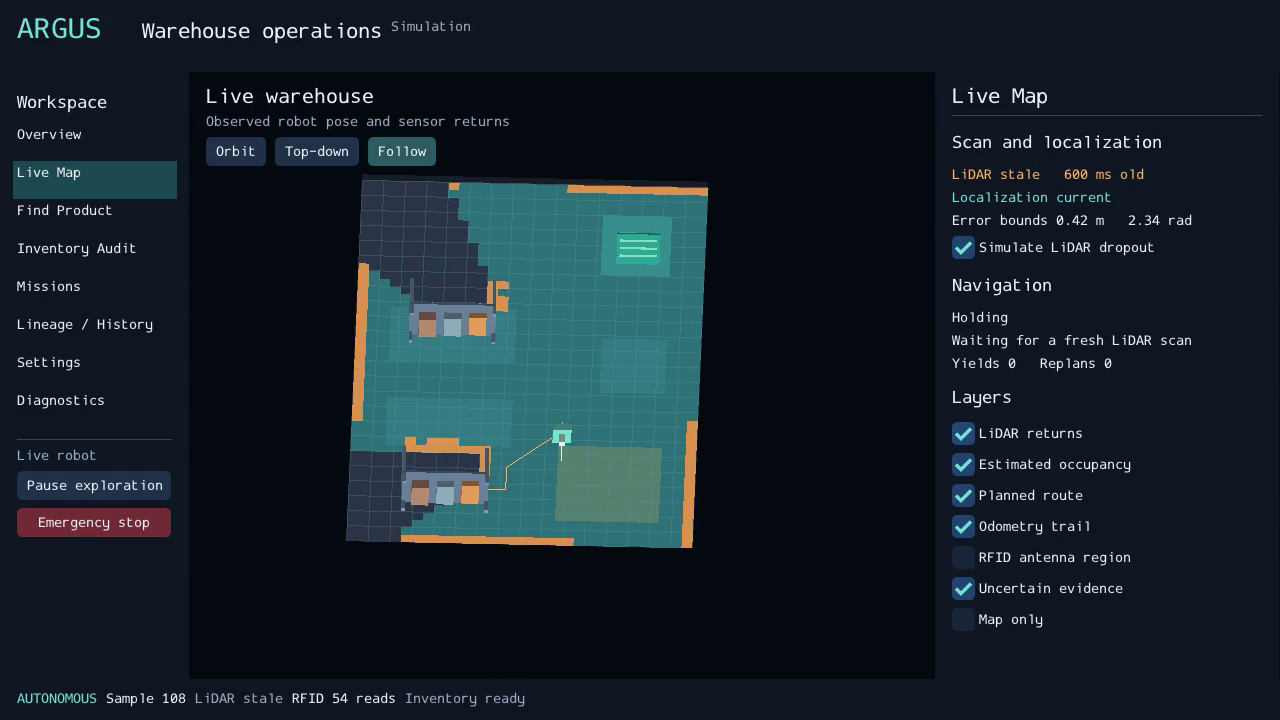 ARGUS
Warehouse operations Simulation
Workspace
Overview
Live Map
Find Product
Inventory Audit
Missions
Lineage / History
Settings
Diagnostics
Live robot
Pause exploration
Emergency stop
Live warehouse
Observed robot pose and sensor returns
Orbit Top-down Follow
Live Map
Scan and localization
LiDAR stale 600 ms old
Localization current
Error bounds 0.42 m 2.34 rad
Simulate LiDAR dropout
Navigation
Holding
Waiting for a fresh LiDAR scan
Yields 0 Replans 0
Layers
LiDAR returns
Estimated occupancy
Planned route
Odometry trail
RFID antenna region
Uncertain evidence
Map only
AUTONOMOUS Sample 108 LiDAR stale RFID 54 reads Inventory ready